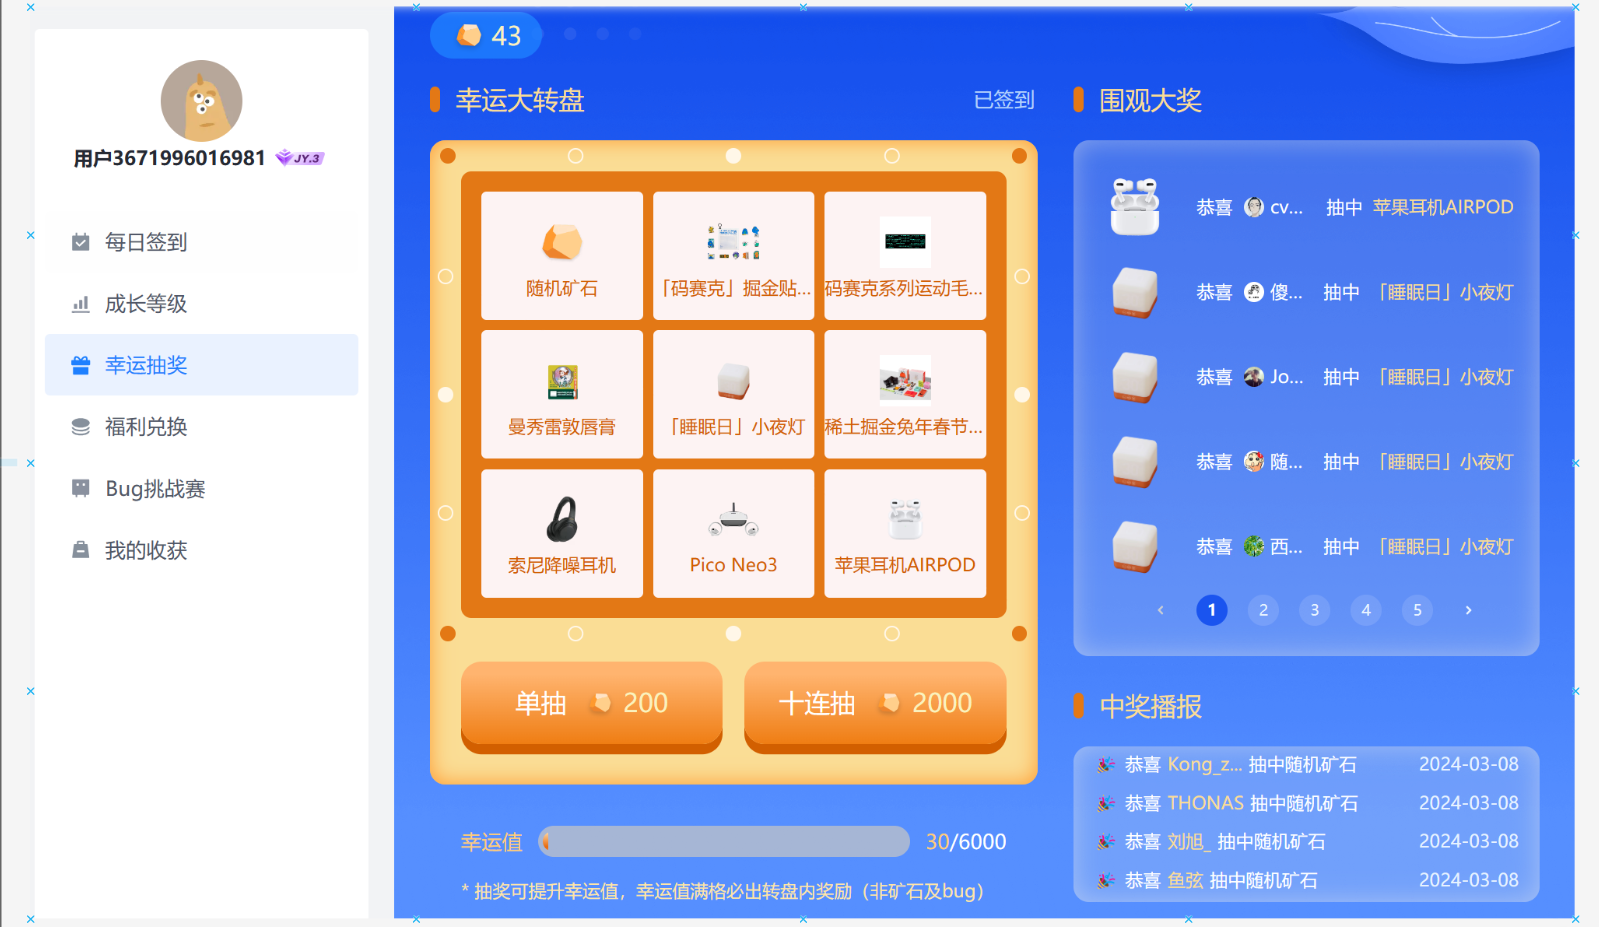 用户3671996016981 JY.3
每日签到
成长等级
幸运抽奖
福利兑换
Bug挑战赛
我的收获
43
幸运大转盘
已签到
随机矿石
「码赛克」掘金贴...
码赛克系列运动毛...
曼秀雷敦唇膏
「睡眠日」小夜灯
稀土掘金兔年春节...
索尼降噪耳机
Pico Neo3
苹果耳机AIRPOD
单抽 200
十连抽 2000
幸运值 30/6000
* 抽奖可提升幸运值，幸运值满格必出转盘内奖励（非矿石及bug）
围观大奖
恭喜 cv... 抽中 苹果耳机AIRPOD
恭喜 傻... 抽中 「睡眠日」小夜灯
恭喜 Jo... 抽中 「睡眠日」小夜灯
恭喜 随... 抽中 「睡眠日」小夜灯
恭喜 西... 抽中 「睡眠日」小夜灯
‹ 1 2 3 4 5 ›
中奖播报
恭喜 Kong_z... 抽中随机矿石 2024-03-08
恭喜 THONAS 抽中随机矿石 2024-03-08
恭喜 刘旭_ 抽中随机矿石 2024-03-08
恭喜 鱼弦 抽中随机矿石 2024-03-08